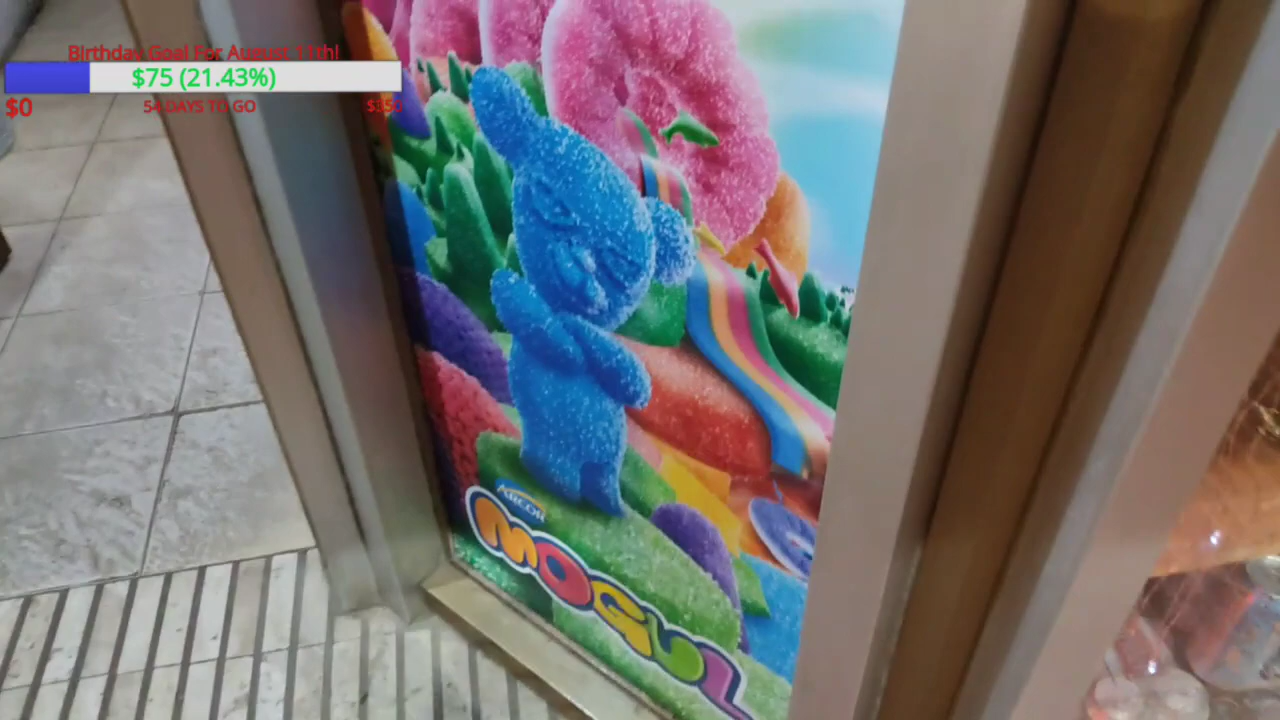 Birthday Goal For August 11th!
$75 (21.43%)
$0
54 DAYS TO GO
$350
ARCOR
MOGUL